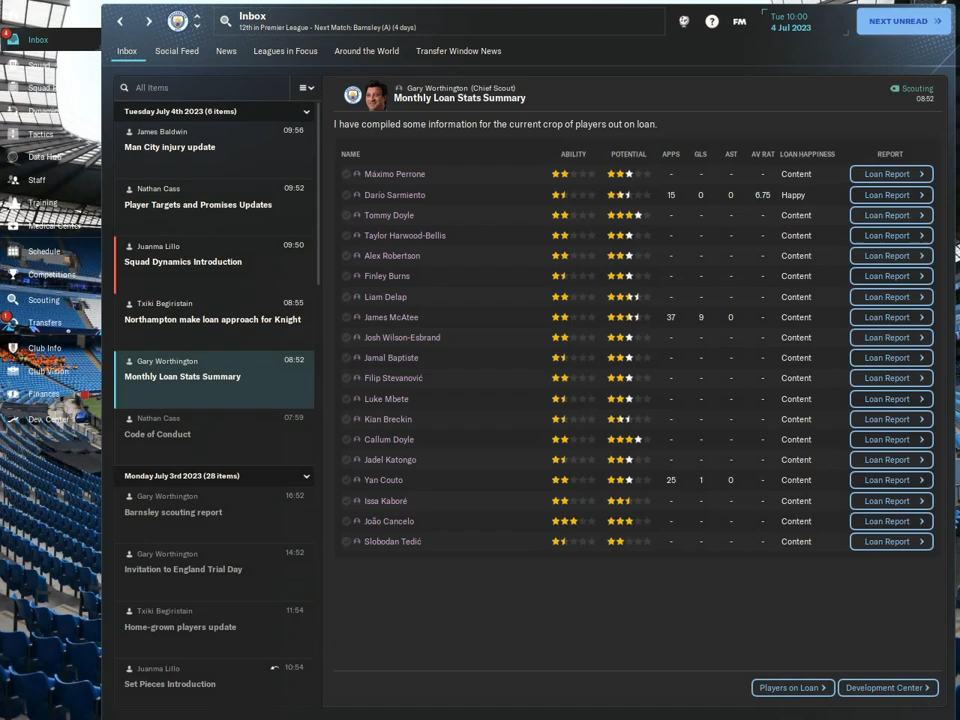 Inbox
12th in Premier League - Next Match: Barnsley (A) (4 days)
?
FM
Tue 10:00
4 Jul 2023
NEXT UNREAD
4
Inbox
Squad
Tactics
Data Hub
Staff
Training
Medical Center
Schedule
Competitions
Scouting
1
Transfers
Club Info
Club Vision
Finances
Dev. Center
Inbox Social Feed News Leagues in Focus Around the World Transfer Window News
All Items
Tuesday July 4th 2023 (6 items)
James Baldwin 09:56
Man City injury update
Nathan Cass 09:52
Player Targets and Promises Updates
Juanma Lillo 09:50
Squad Dynamics Introduction
Txiki Begiristain 08:55
Northampton make loan approach for Knight
Gary Worthington 08:52
Monthly Loan Stats Summary
Nathan Cass 07:59
Code of Conduct
Monday July 3rd 2023 (28 items)
Gary Worthington 16:52
Barnsley scouting report
Gary Worthington 14:52
Invitation to England Trial Day
Txiki Begiristain 11:54
Home-grown players update
Juanma Lillo 10:54
Set Pieces Introduction
Gary Worthington (Chief Scout)
Monthly Loan Stats Summary
Scouting
08:52
I have compiled some information for the current crop of players out on loan.
NAME ABILITY POTENTIAL APPS GLS AST AV RAT LOAN HAPPINESS REPORT
Máximo Perrone - - - - Content Loan Report
Darío Sarmiento 15 0 0 6.75 Happy Loan Report
Tommy Doyle - - - - Content Loan Report
Taylor Harwood-Bellis - - - - Content Loan Report
Alex Robertson - - - - Content Loan Report
Finley Burns - - - - Content Loan Report
Liam Delap - - - - Content Loan Report
James McAtee 37 9 0 - Content Loan Report
Josh Wilson-Esbrand - - - - Content Loan Report
Jamal Baptiste - - - - Content Loan Report
Filip Stevanović - - - - Content Loan Report
Luke Mbete - - - - Content Loan Report
Kian Breckin - - - - Content Loan Report
Callum Doyle - - - - Content Loan Report
Jadel Katongo - - - - Content Loan Report
Yan Couto 25 1 0 - Content Loan Report
Issa Kaboré - - - - Content Loan Report
João Cancelo - - - - Content Loan Report
Slobodan Tedić - - - - Content Loan Report
Players on Loan Development Center